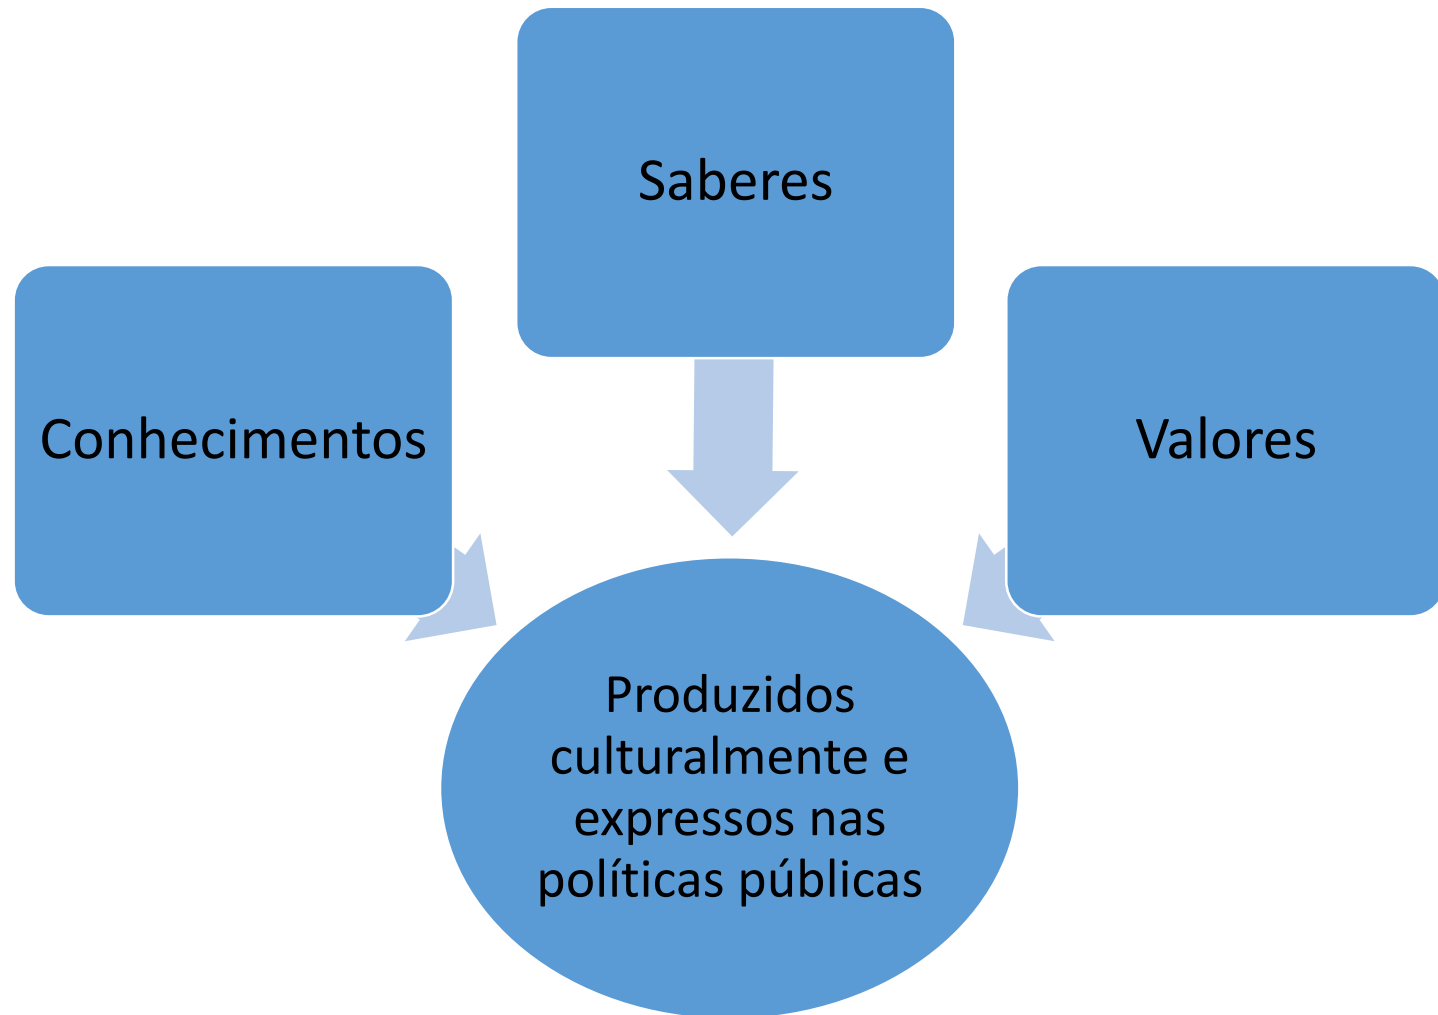 Saberes
Conhecimentos
Valores
Produzidos
culturalmente e
expressos nas
políticas públicas